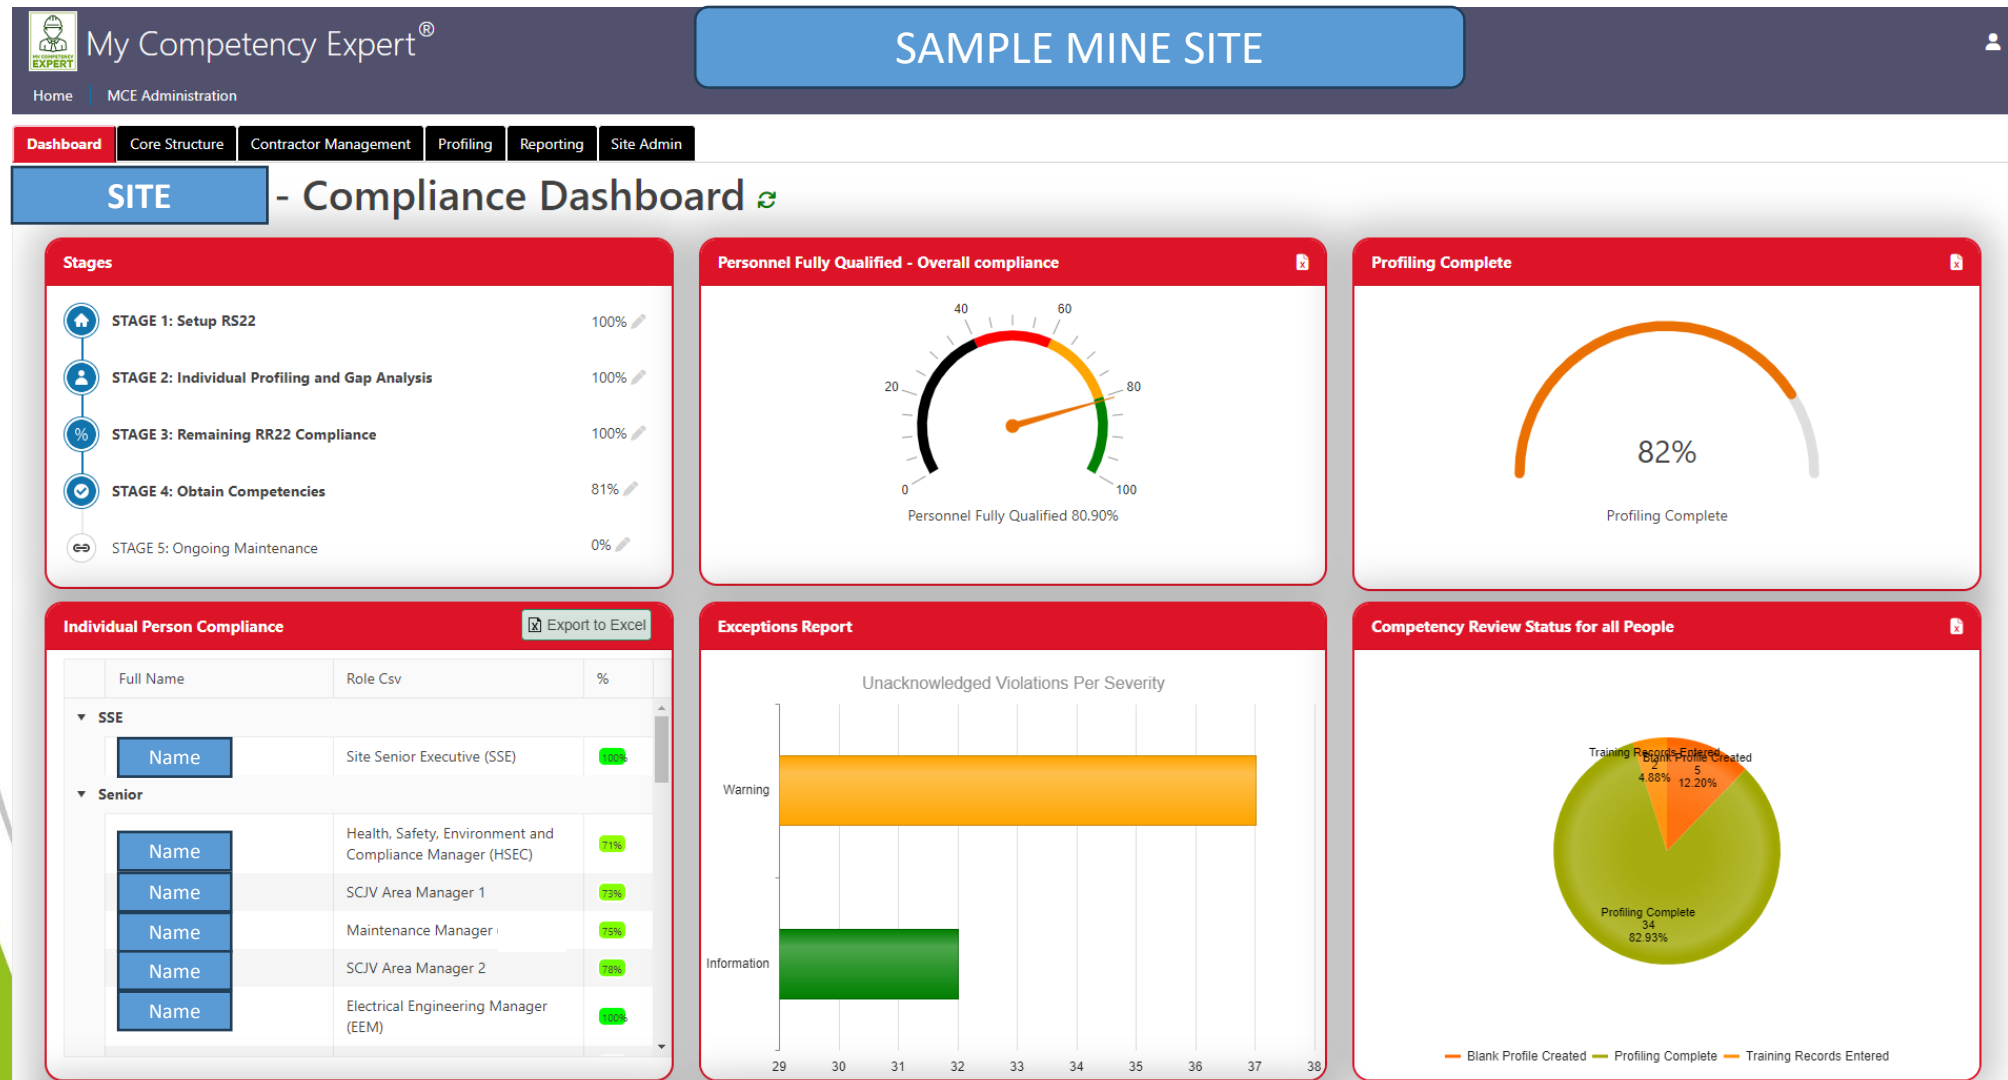 MY COMPETENCY
EXPERT
My Competency Expert®
SAMPLE MINE SITE
Home
MCE Administration
Dashboard
Core Structure
Contractor Management
Profiling
Reporting
Site Admin
SITE
- Compliance Dashboard
Stages
STAGE 1: Setup RS22
100%
STAGE 2: Individual Profiling and Gap Analysis
100%
%
STAGE 3: Remaining RR22 Compliance
100%
STAGE 4: Obtain Competencies
81%
STAGE 5: Ongoing Maintenance
0%
Personnel Fully Qualified - Overall compliance
0
20
40
60
80
100
Personnel Fully Qualified 80.90%
Profiling Complete
82%
Profiling Complete
Individual Person Compliance
Export to Excel
Full Name
Role Csv
%
SSE
Name
Site Senior Executive (SSE)
100%
Senior
Name
Health, Safety, Environment and
Compliance Manager (HSEC)
71%
Name
SCJV Area Manager 1
73%
Name
Maintenance Manager
75%
Name
SCJV Area Manager 2
78%
Name
Electrical Engineering Manager
(EEM)
100%
Exceptions Report
Unacknowledged Violations Per Severity
Warning
Information
29
30
31
32
33
34
35
36
37
38
Competency Review Status for all People
Training Records Entered
2
4.88%
Blank Profile Created
5
12.20%
Profiling Complete
34
82.93%
Blank Profile Created
Profiling Complete
Training Records Entered